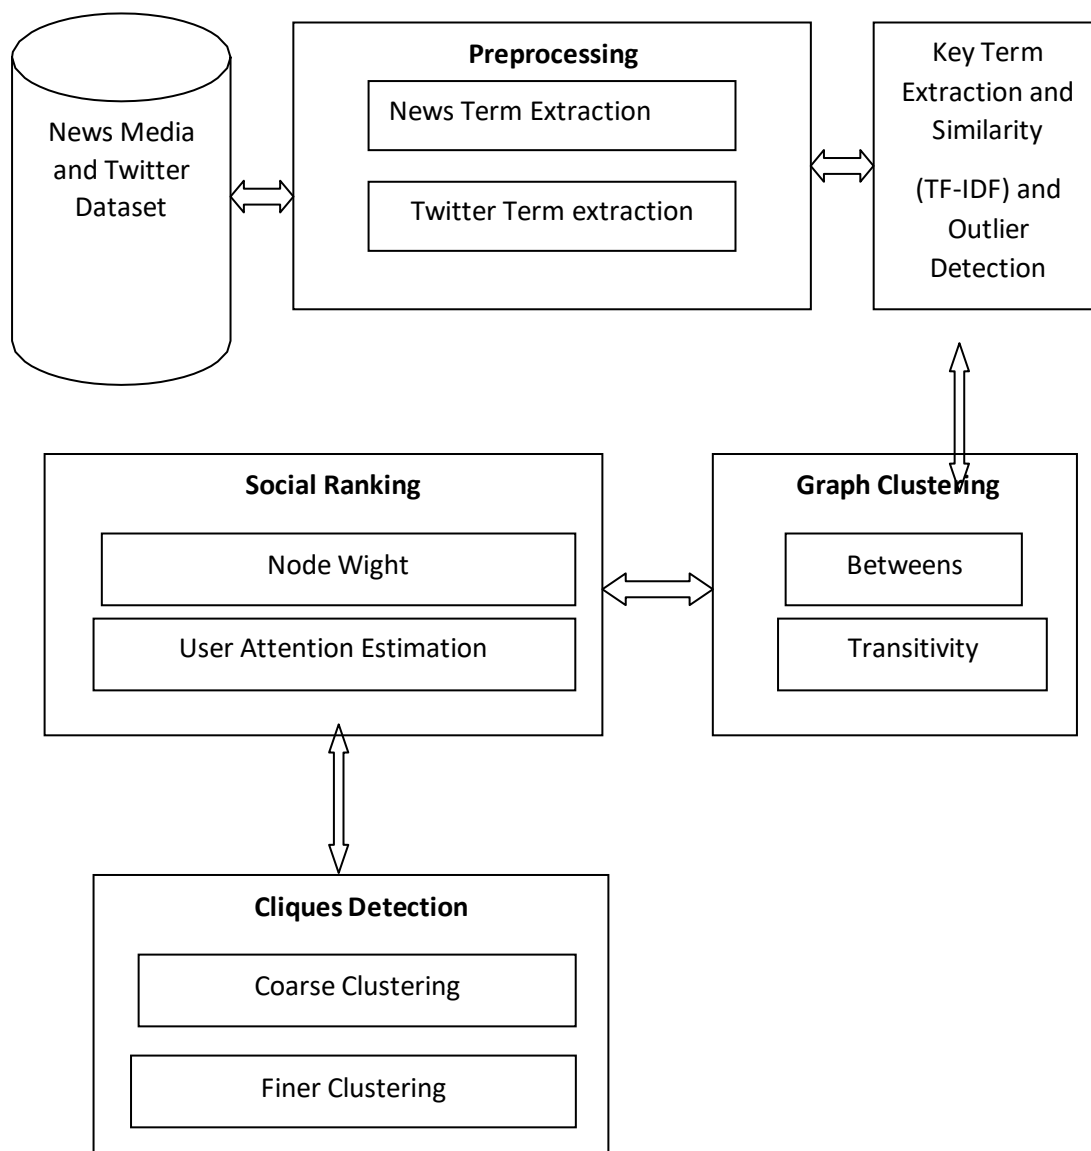 News Media
and Twitter
Dataset
Preprocessing
News Term Extraction
Twitter Term extraction
Key Term
Extraction and
Similarity
(TF-IDF) and
Outlier
Detection
Social Ranking
Node Wight
User Attention Estimation
Graph Clustering
Betweens
Transitivity
Cliques Detection
Coarse Clustering
Finer Clustering